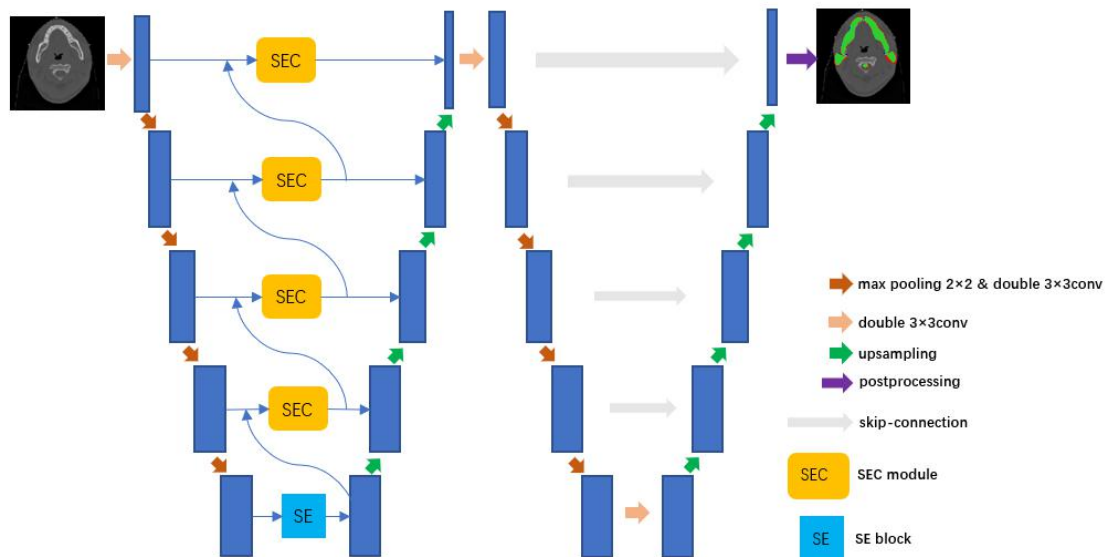 SEC
SEC
SEC
SEC
SE
max pooling 2×2 & double 3×3conv
double 3×3conv
upsampling
postprocessing
skip-connection
SEC SEC module
SE SE block